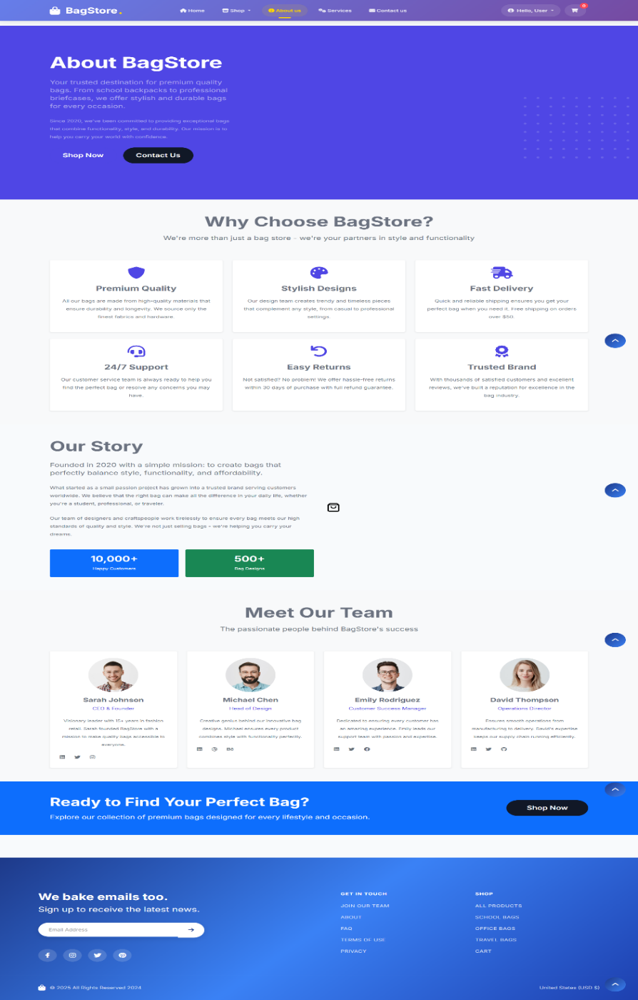 BagStore.
Home
Shop
About us
Services
Contact us
Hello, User
0
About BagStore
Your trusted destination for premium quality
bags. From school backpacks to professional
briefcases, we offer stylish and durable bags
for every occasion.
Since 2020, we've been committed to providing exceptional bags
that combine functionality, style, and durability. Our mission is to
help you carry your world with confidence.
Shop Now
Contact Us
Why Choose BagStore?
We're more than just a bag store - we're your partners in style and functionality
Premium Quality
All our bags are made from high-quality materials that
ensure durability and longevity. We source only the
finest fabrics and hardware.
Stylish Designs
Our design team creates trendy and timeless pieces
that complement any style, from casual to professional
settings.
Fast Delivery
Quick and reliable shipping ensures you get your
perfect bag when you need it. Free shipping on orders
over $50.
24/7 Support
Our customer service team is always ready to help you
find the perfect bag or resolve any concerns you may
have.
Easy Returns
Not satisfied? No problem! We offer hassle-free returns
within 30 days of purchase with full refund guarantee.
Trusted Brand
With thousands of satisfied customers and excellent
reviews, we've built a reputation for excellence in the
bag industry.
Our Story
Founded in 2020 with a simple mission: to create bags that
perfectly balance style, functionality, and affordability.
What started as a small passion project has grown into a trusted brand serving customers
worldwide. We believe that the right bag can make all the difference in your daily life, whether
you're a student, professional, or traveler.
Our team of designers and craftspeople work tirelessly to ensure every bag meets our high
standards of quality and style. We're not just selling bags - we're helping you carry your
dreams.
10,000+
Happy Customers
500+
Bag Designs
Meet Our Team
The passionate people behind BagStore's success
Sarah Johnson
CEO & Founder
Visionary leader with 15+ years in fashion
retail. Sarah founded BagStore with a
mission to make quality bags accessible to
everyone.
Michael Chen
Head of Design
Creative genius behind our innovative bag
designs. Michael ensures every product
combines style with functionality perfectly.
Emily Rodriguez
Customer Success Manager
Dedicated to ensuring every customer has
an amazing experience. Emily leads our
support team with passion and expertise.
David Thompson
Operations Director
Ensures smooth operations from
manufacturing to delivery. David's expertise
keeps our supply chain running efficiently.
Ready to Find Your Perfect Bag?
Explore our collection of premium bags designed for every lifestyle and occasion.
Shop Now
We bake emails too.
Sign up to receive the latest news.
Email Address
GET IN TOUCH
JOIN OUR TEAM
ABOUT
FAQ
TERMS OF USE
PRIVACY
SHOP
ALL PRODUCTS
SCHOOL BAGS
OFFICE BAGS
TRAVEL BAGS
CART
© 2025 All Rights Reserved 2024
United States (USD $)